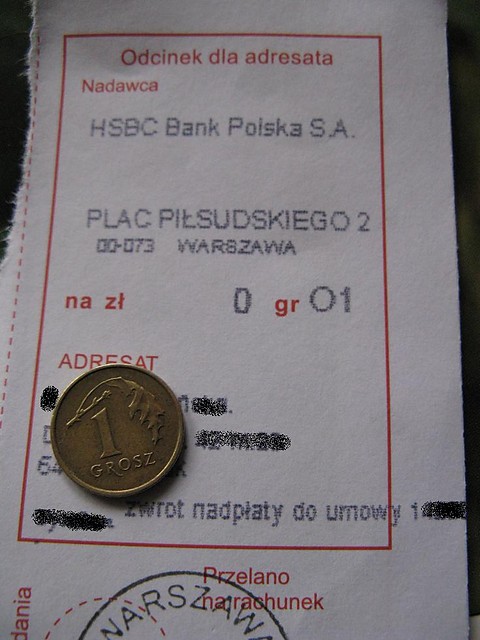 Odcinek dla adresata
Nadawca
HSBC Bank Polska S.A.
PLAC PIŁSUDSKIEGO 2
00-073 WARSZAWA
na zł 0 gr 01
ADRESAT
1
GROSZ
zwrot nadpłaty do umowy
Przelano
na rachunek
WARSZAWA